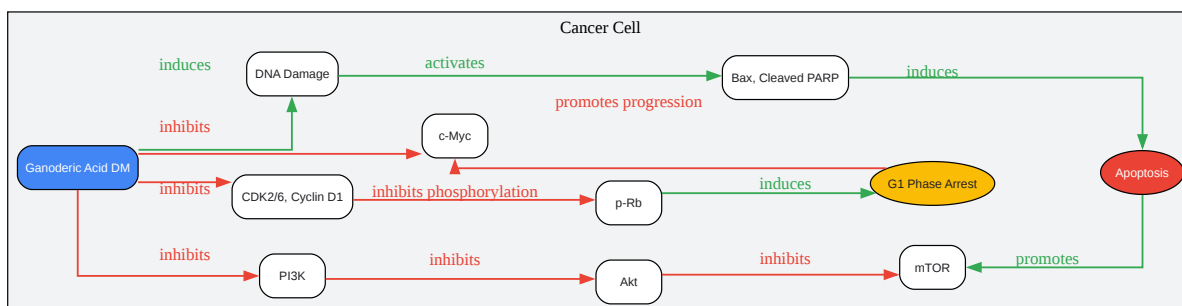 Cancer Cell
induces
DNA Damage
activates
Bax, Cleaved PARP
induces
promotes progression
inhibits
c-Myc
Ganoderic Acid DM
inhibits
CDK2/6, Cyclin D1
inhibits phosphorylation
p-Rb
induces
G1 Phase Arrest
Apoptosis
inhibits
PI3K
inhibits
Akt
inhibits
mTOR
promotes